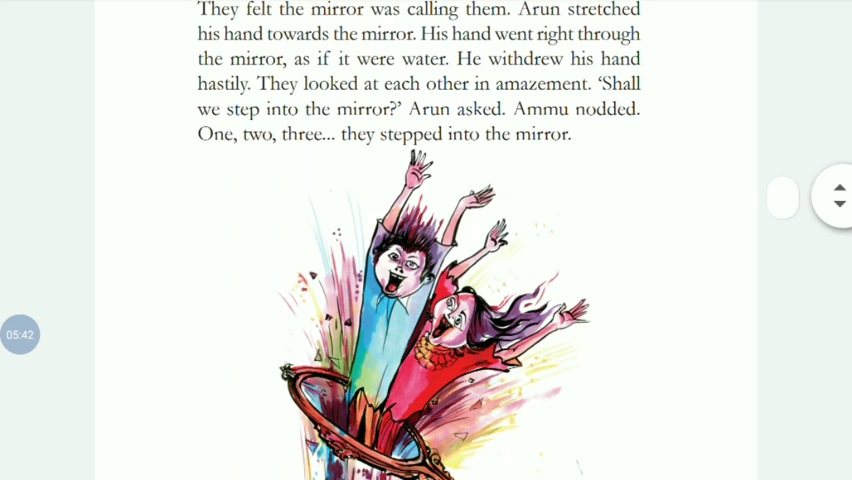 They felt the mirror was calling them. Arun stretched
his hand towards the mirror. His hand went right through
the mirror, as if it were water. He withdrew his hand
hastily. They looked at each other in amazement. ‘Shall
we step into the mirror?’ Arun asked. Ammu nodded.
One, two, three... they stepped into the mirror.
05:42